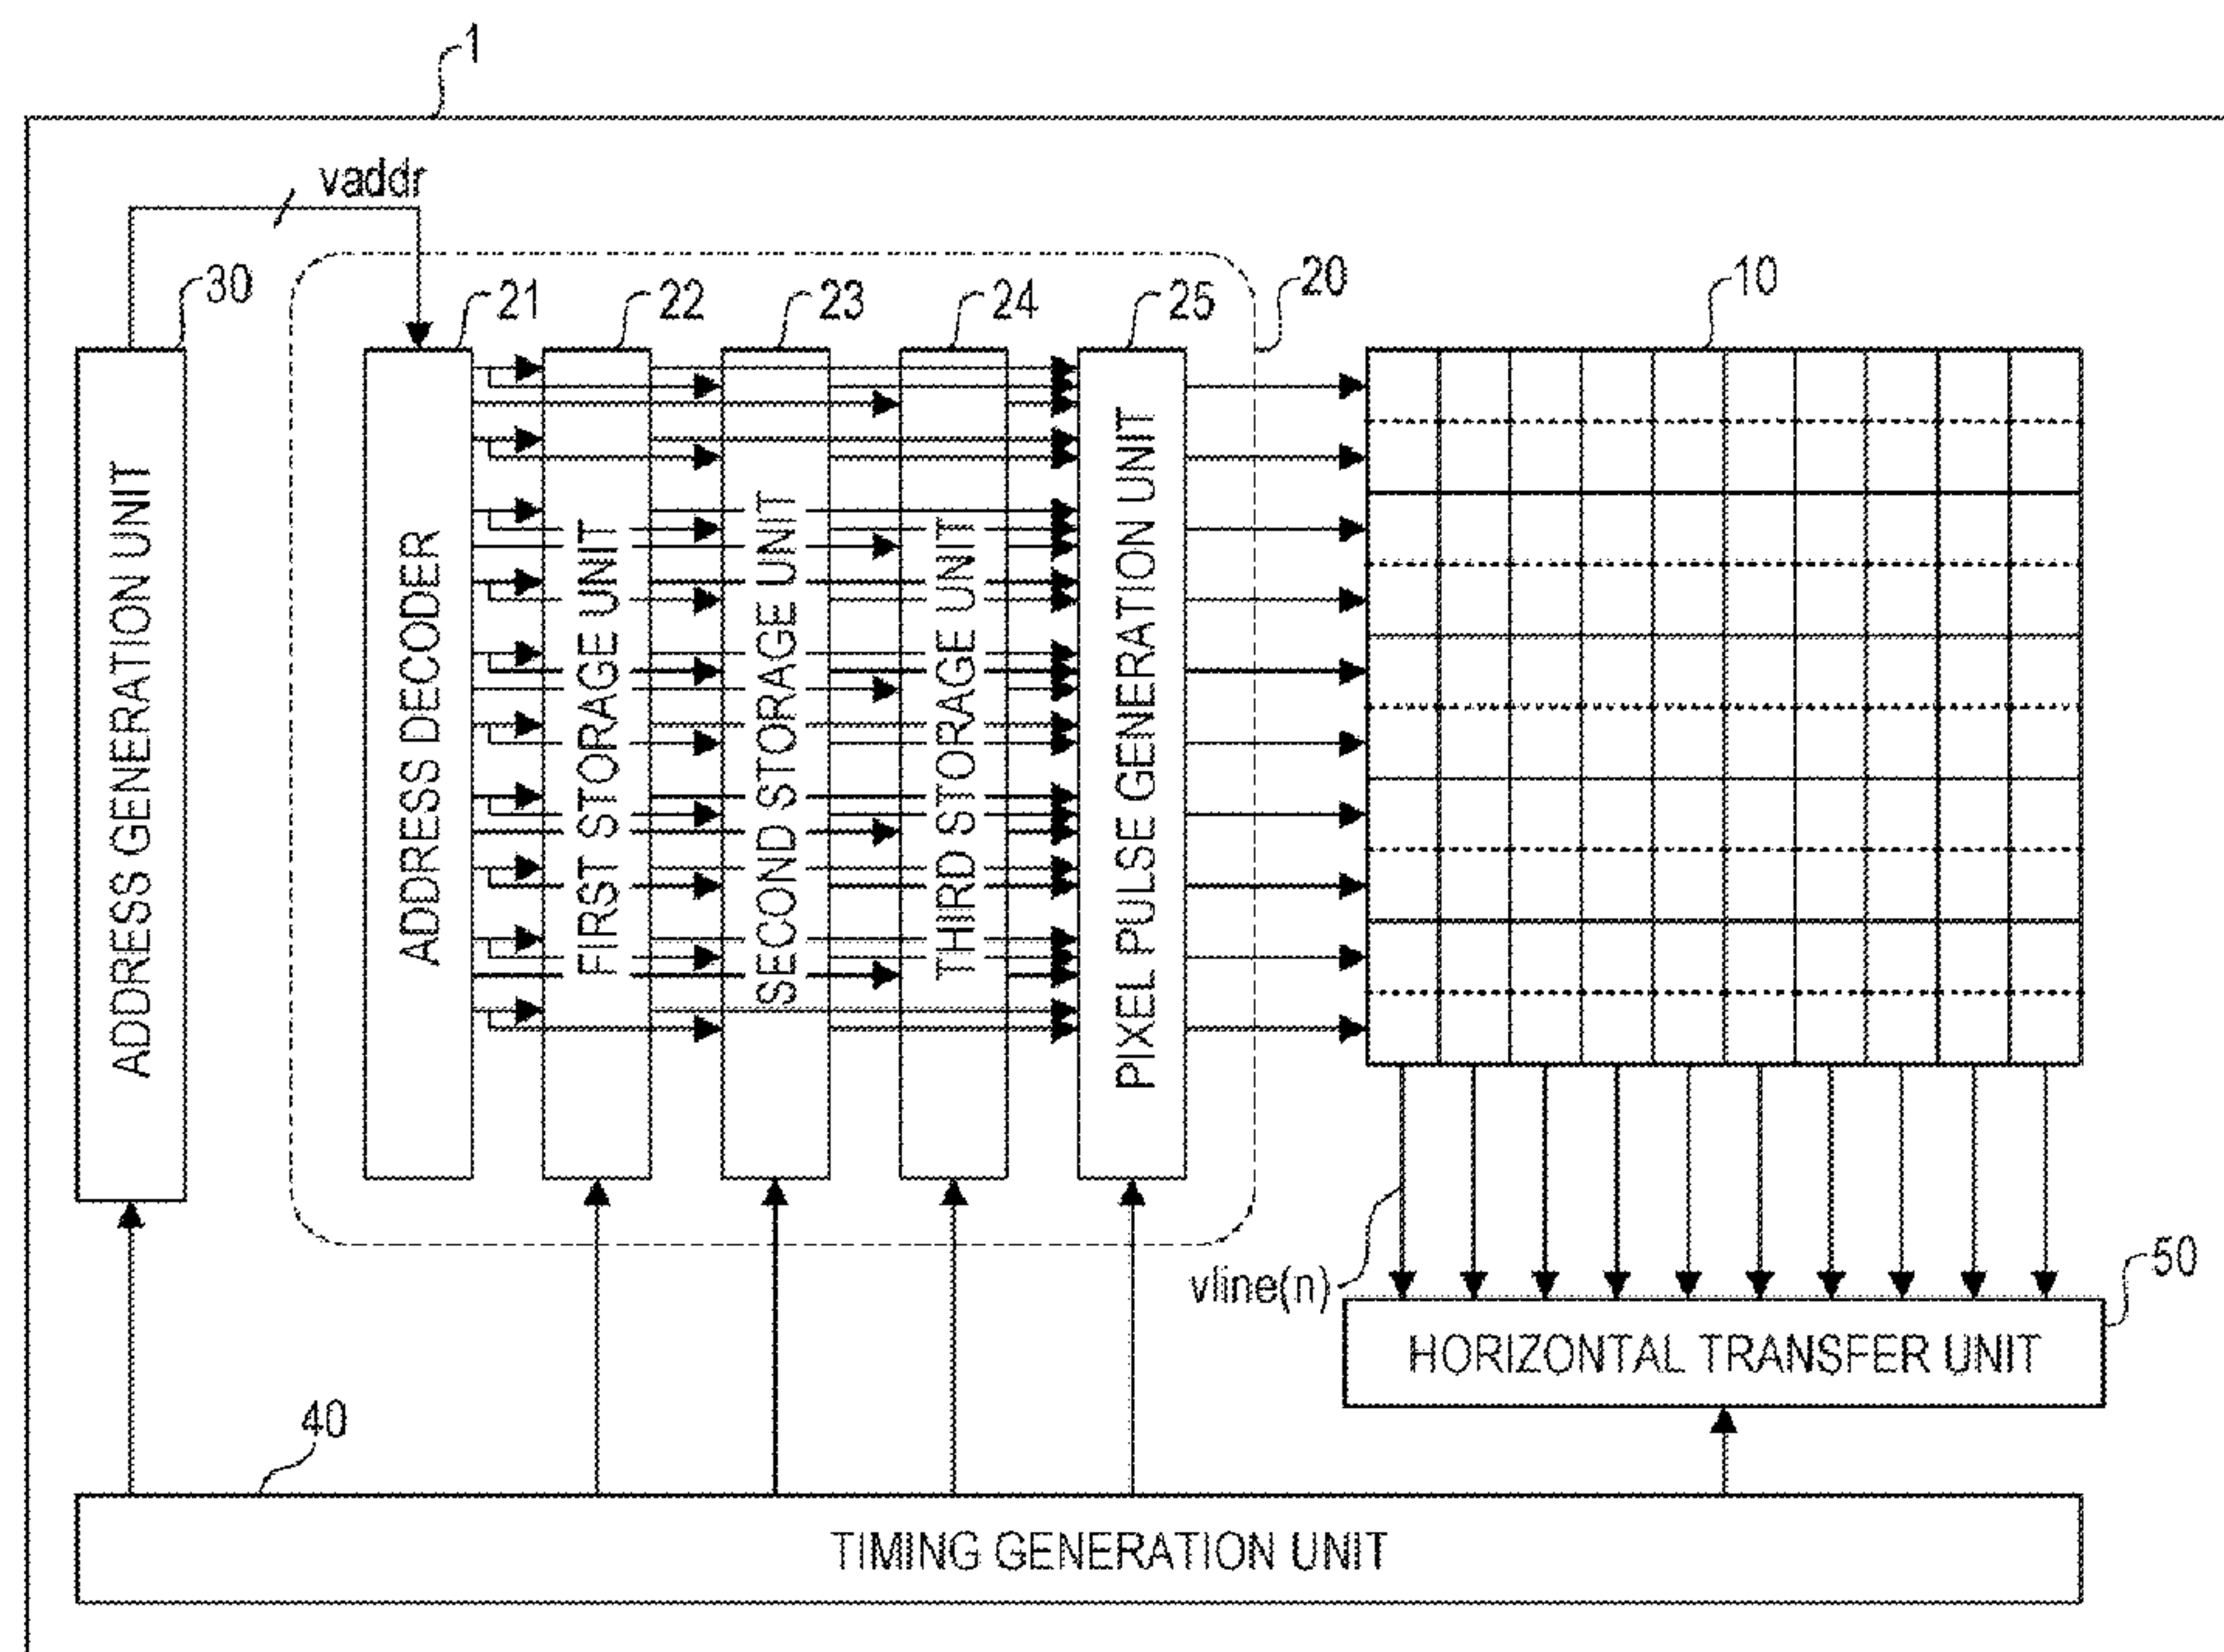 1
vaddr
30
21
22
23
24
25
20
10
ADDRESS GENERATION UNIT
ADDRESS DECODER
FIRST STORAGE UNIT
SECOND STORAGE UNIT
THIRD STORAGE UNIT
PIXEL PULSE GENERATION UNIT
vline(n)
50
HORIZONTAL TRANSFER UNIT
40
TIMING GENERATION UNIT